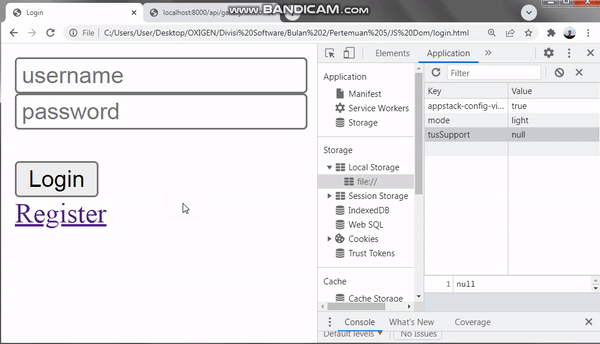 Login
localhost:8000/api/ga
www.BANDICAM.com
File
C:/Users/User/Desktop/OXIGEN/Divisi Software/Bulan%202/Pertemuan%205/JS%20Dom/login.html
username
password
Login
Register
Elements
Application
Application
Manifest
Service Workers
Storage
Storage
Local Storage
file://
Session Storage
IndexedDB
Web SQL
Cookies
Trust Tokens
Cache
Cache Storage
Filter
Key
Value
appstack-config-vi...
true
mode
light
tusSupport
null
1
null
Console
What's New
Coverage
Default levels
No Issues